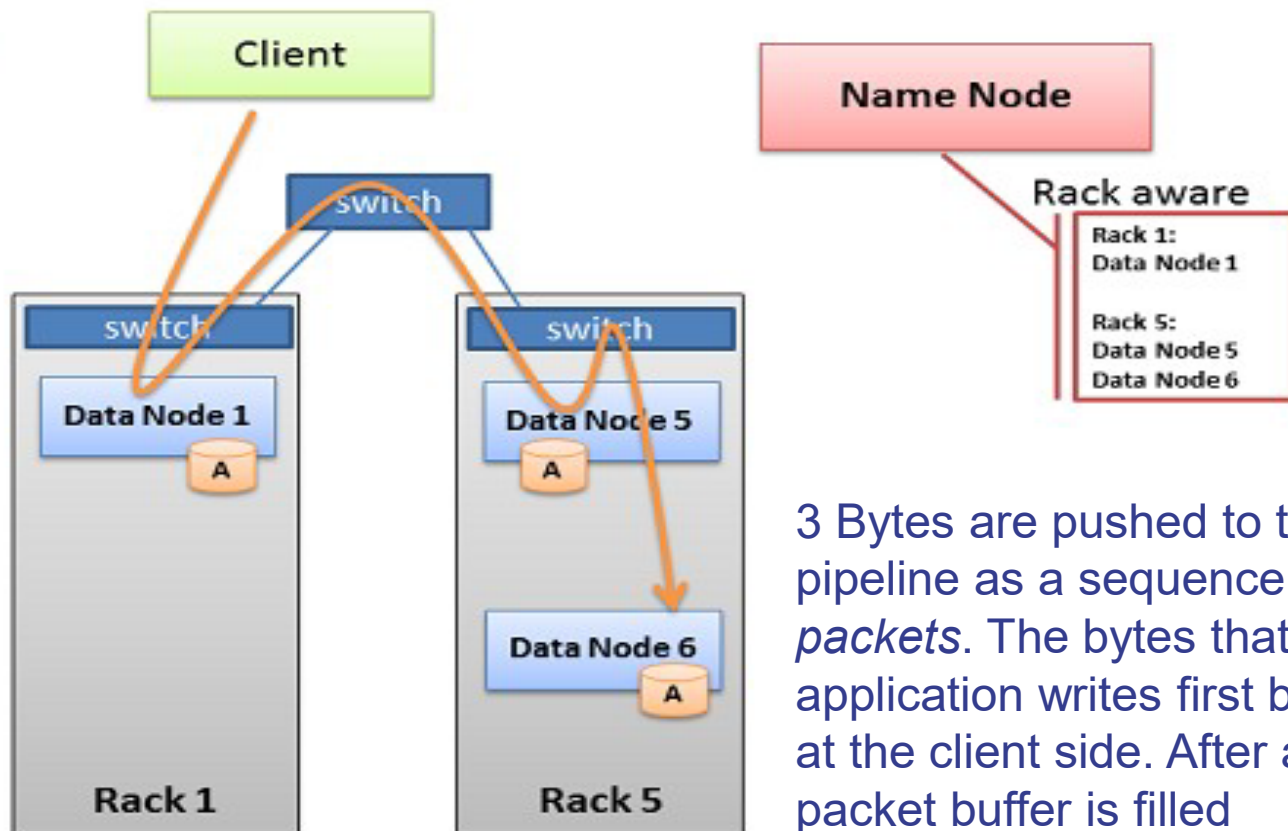 Client
Name Node
switch
Rack aware
Rack 1:
Data Node 1
Rack 5:
Data Node 5
Data Node 6
switch
switch
Data Node 1
A
Data Node 5
A
Data Node 6
A
Rack 1
Rack 5
3 Bytes are pushed to t
pipeline as a sequence
packets. The bytes that
application writes first b
at the client side. After a
packet buffer is filled